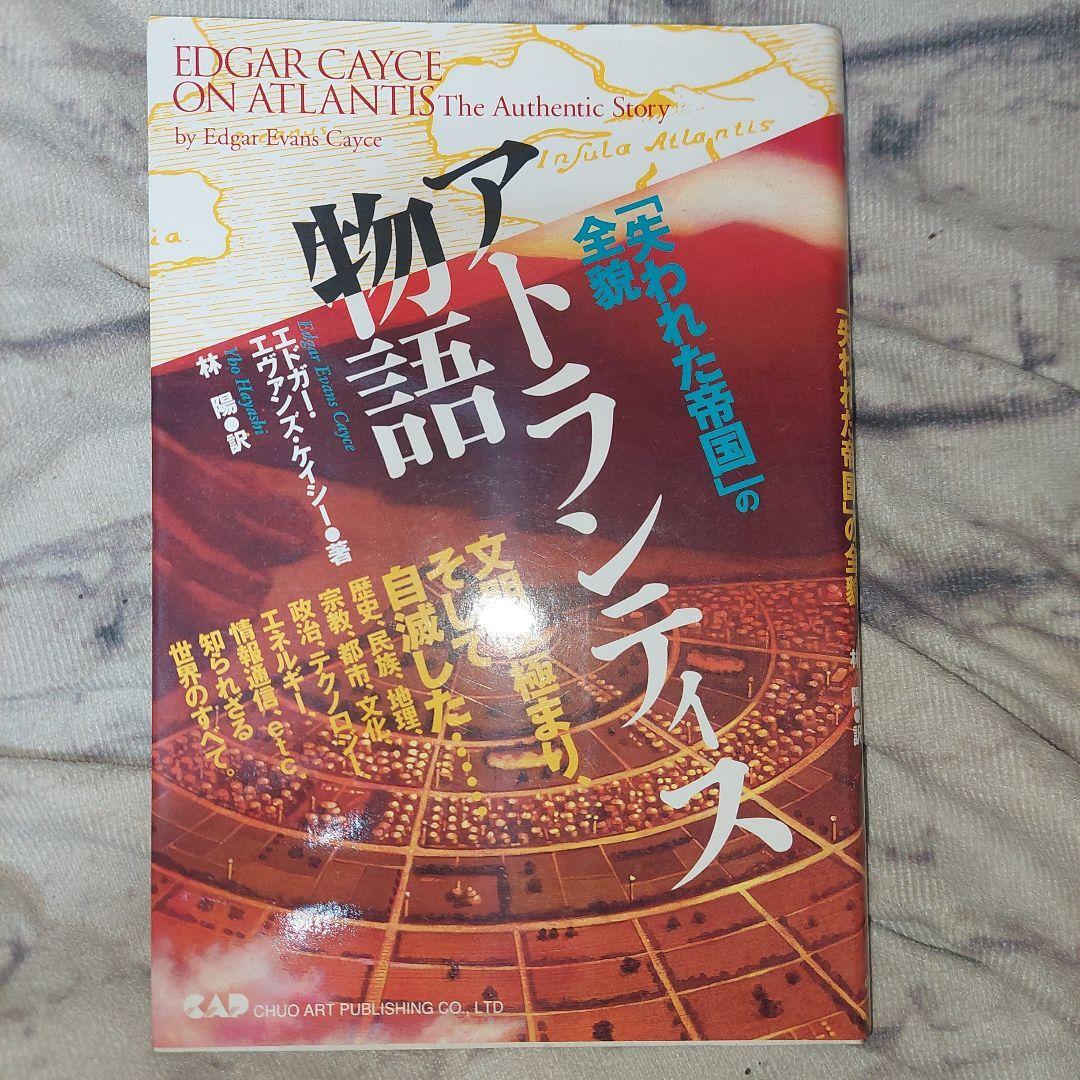 EDGAR CAYCE
ON ATLANTIS The Authentic Story
by Edgar Evans Cayce
Insula Atlantis
アトランティス
物語
「失われた帝国」の
全貌
Edgar Evans Cayce
エドガー・
エヴァンズ・ケイシー●著
Yho Hayashi
林 陽●訳
文明 極まり、
そして
自滅した……
歴史、民族、地理、
宗教、都市、文化
政治、テクノロジー、
エネルギー、
情報通信、etc.
知られざる
世界のすべて。
CAP CHUO ART PUBLISHING CO., LTD
「失われた帝国」の全貌